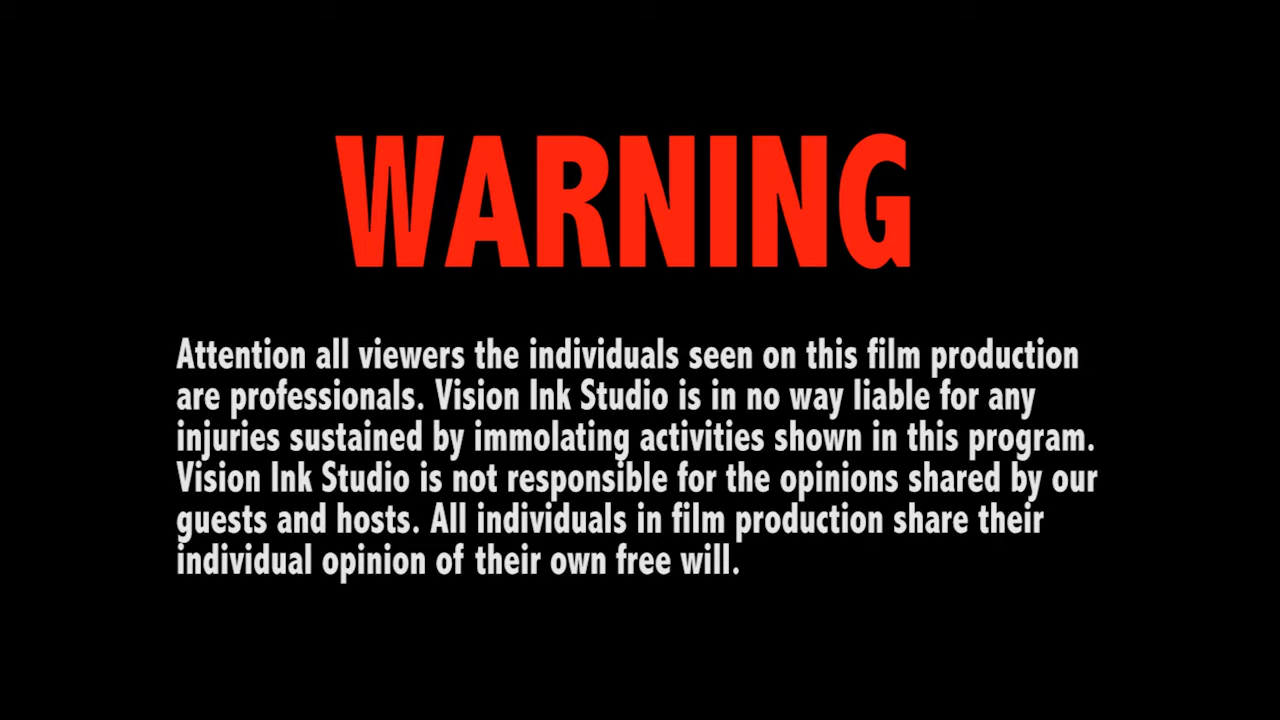 WARNING
Attention all viewers the individuals seen on this film production
are professionals. Vision Ink Studio is in no way liable for any
injuries sustained by immolating activities shown in this program.
Vision Ink Studio is not responsible for the opinions shared by our
guests and hosts. All individuals in film production share their
individual opinion of their own free will.